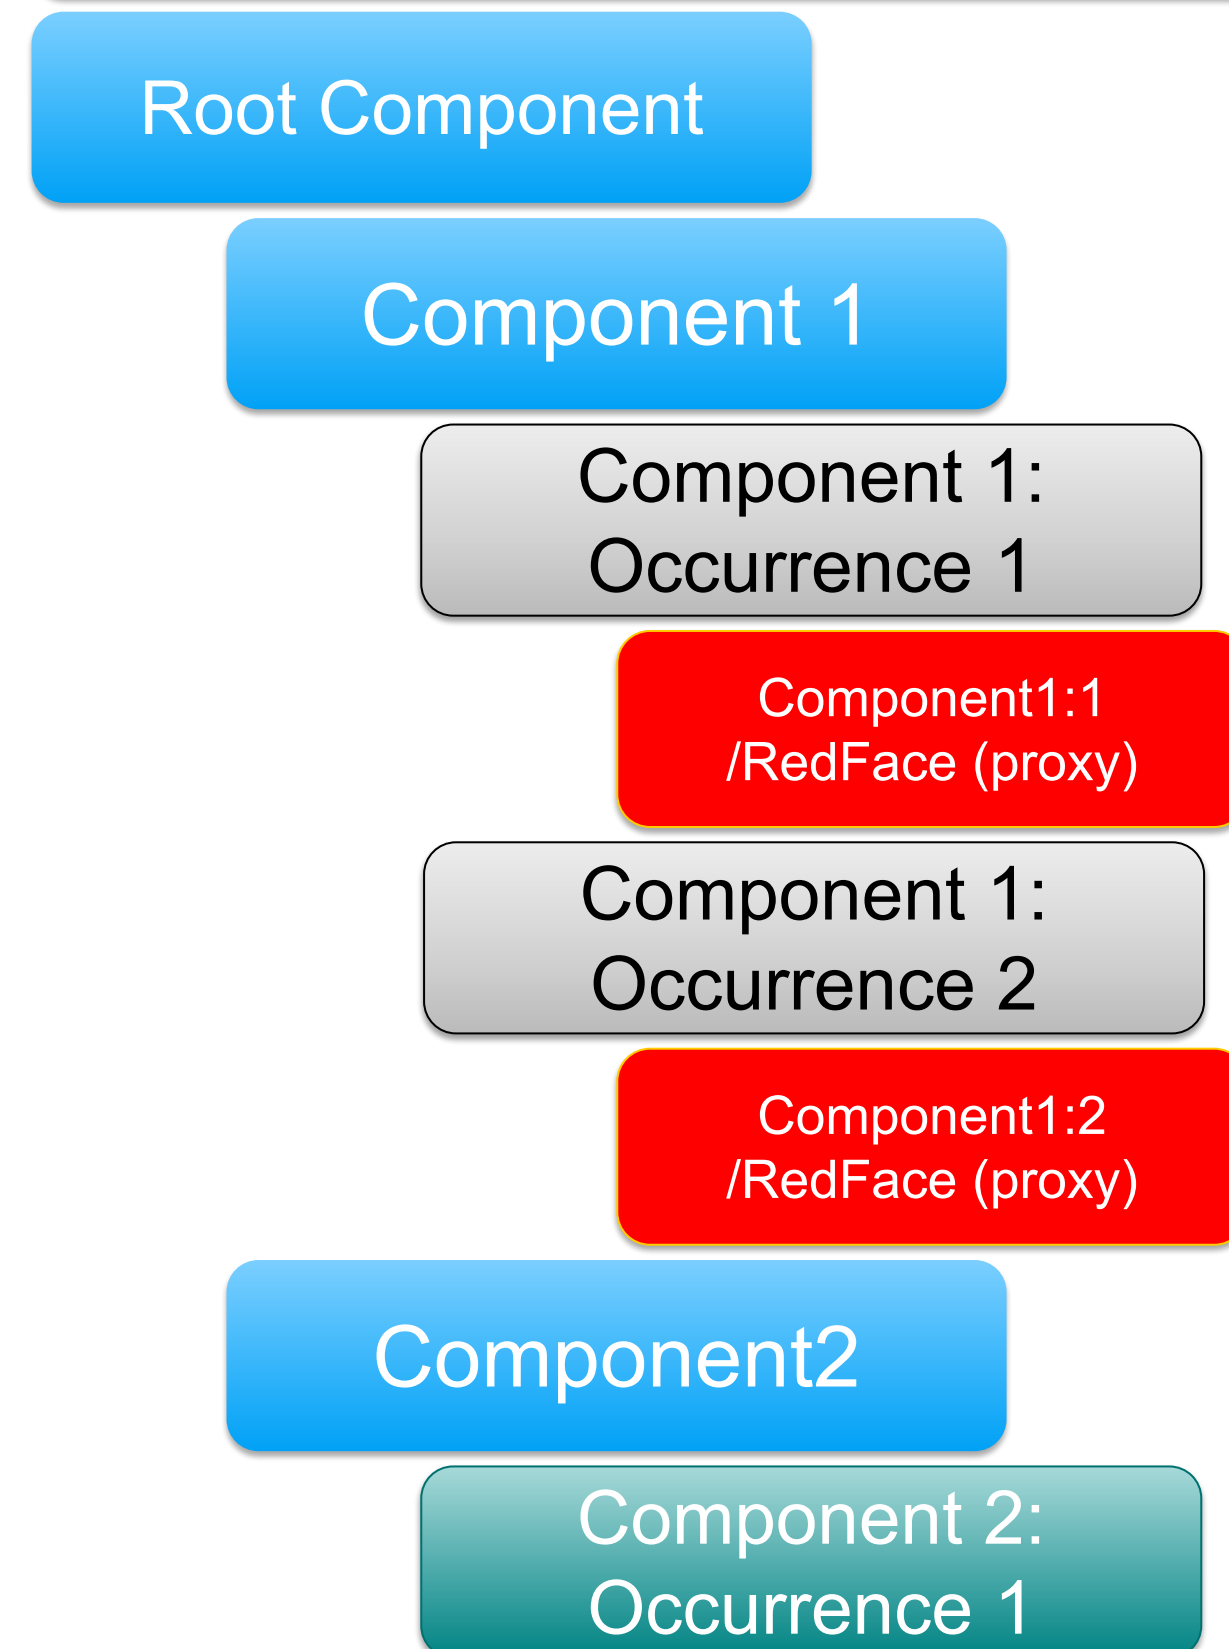 Root Component
Component 1
Component 1:
Occurrence 1
Component1:1
/RedFace (proxy)
Component 1:
Occurrence 2
Component1:2
/RedFace (proxy)
Component2
Component 2:
Occurrence 1